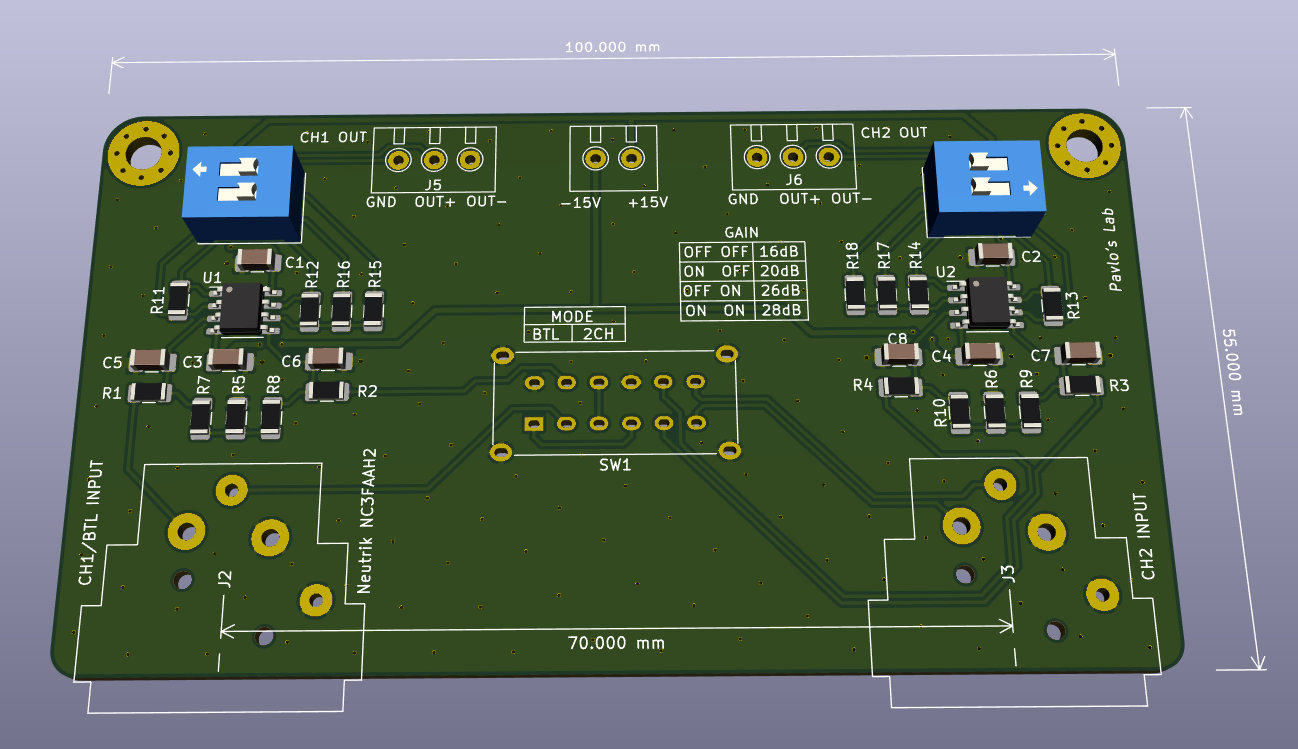 100.000 mm
CH1 OUT
J5
GND OUT+ OUT-
-15V +15V
CH2 OUT
J6
GND OUT+ OUT-
GAIN
OFF OFF 16dB
ON OFF 20dB
OFF ON 26dB
ON ON 28dB
Pavlo's Lab
55.000 mm
C1
U1
R11
R12
R16
R15
C5
C3
C6
R1
R7
R5
R8
R2
MODE
BTL 2CH
SW1
R18
R17
R14
U2
C2
R13
C8
C4
C7
R4
R10
R6
R9
R3
CH1/BTL INPUT
J2
Neutrik NC3FAAH2
J3
CH2 INPUT
70.000 mm